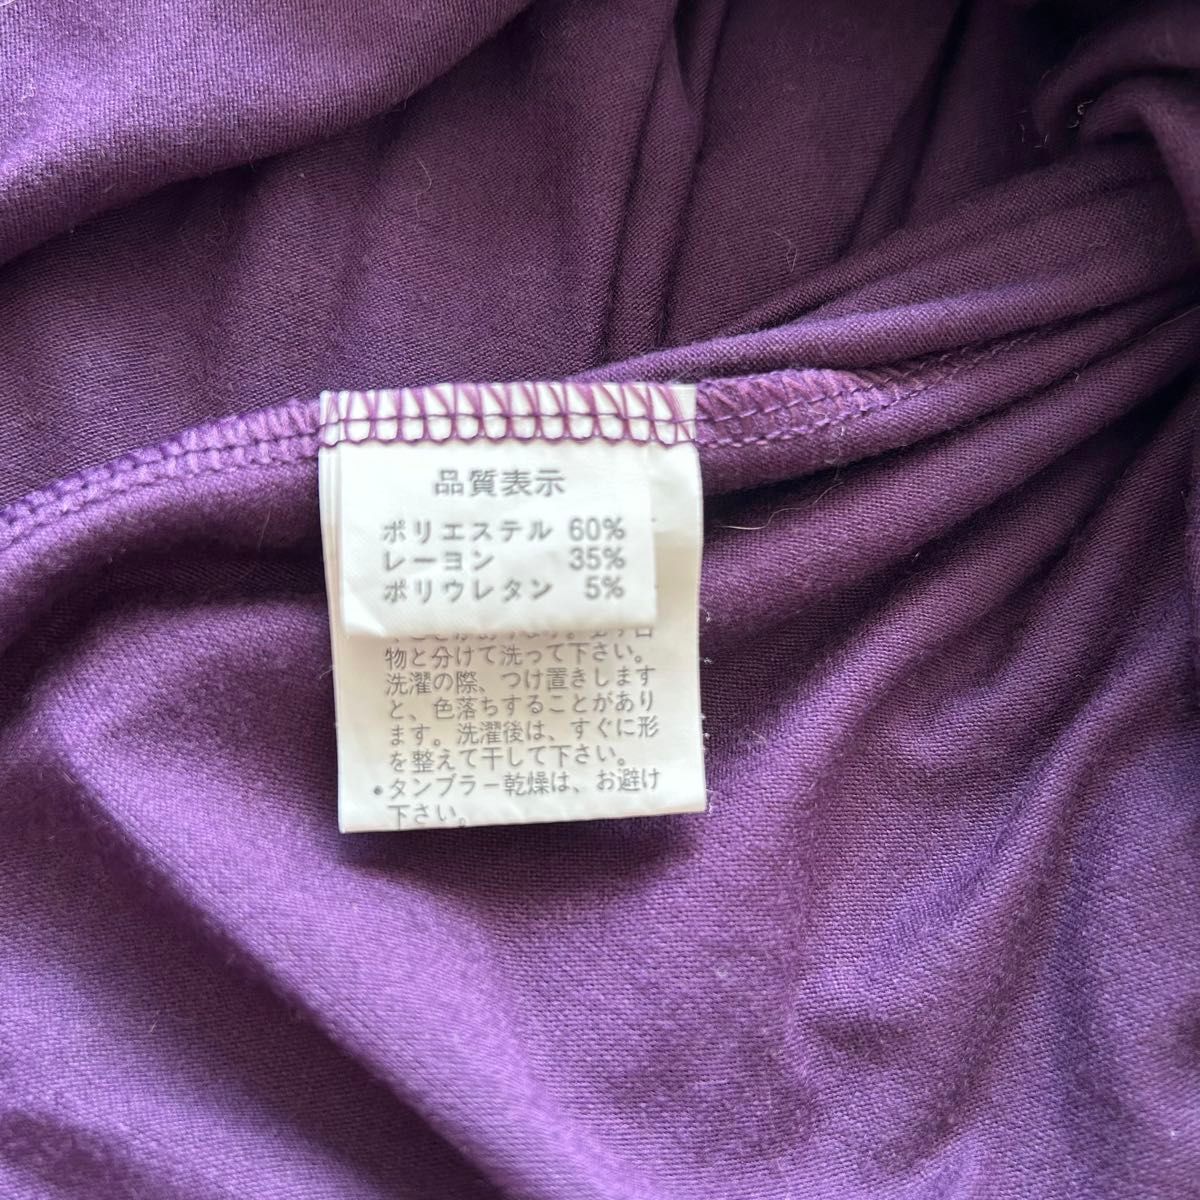 品質表示
ポリエステル 60%
レーヨン 35%
ポリウレタン 5%
物と分けて洗って下さい。
洗濯の際、つけ置きします
と、色落ちすることがあり
ます。洗濯後は、すぐに形
を整えて干して下さい。
•タンブラー乾燥は、お避け
下さい。